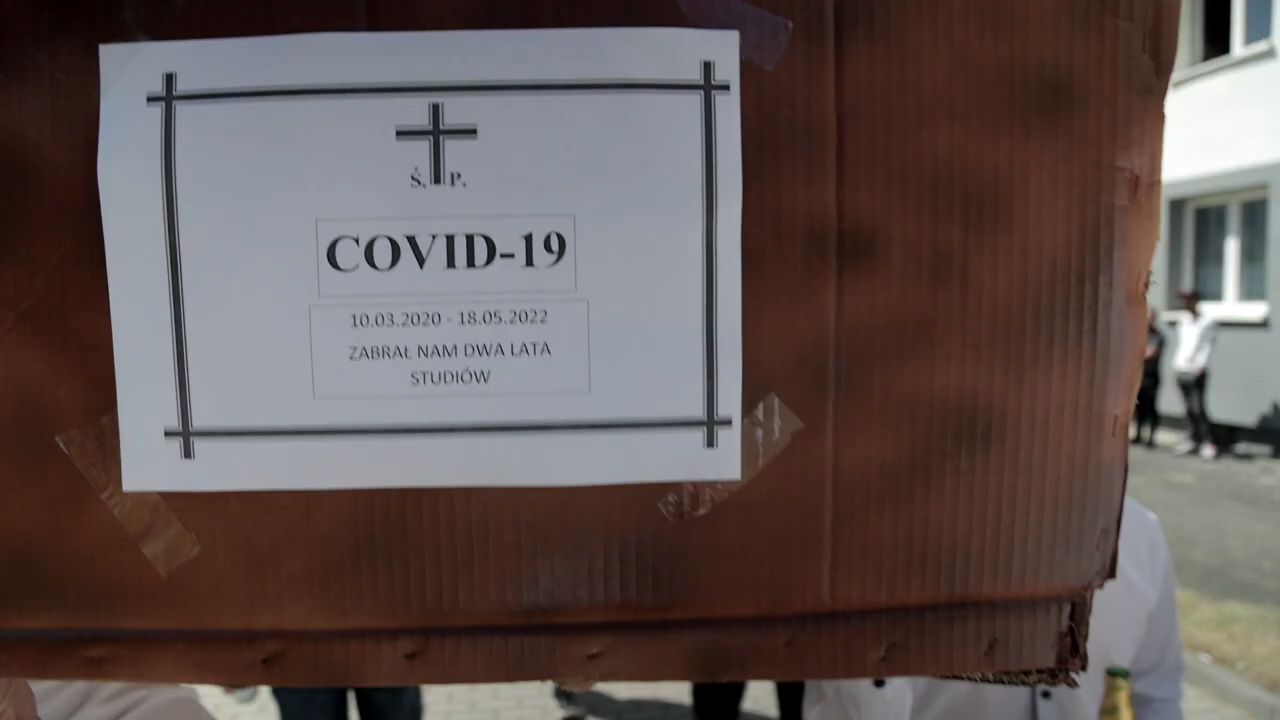 Ś. P.
COVID-19
10.03.2020 - 18.05.2022
ZABRAŁ NAM DWA LATA
STUDIÓW